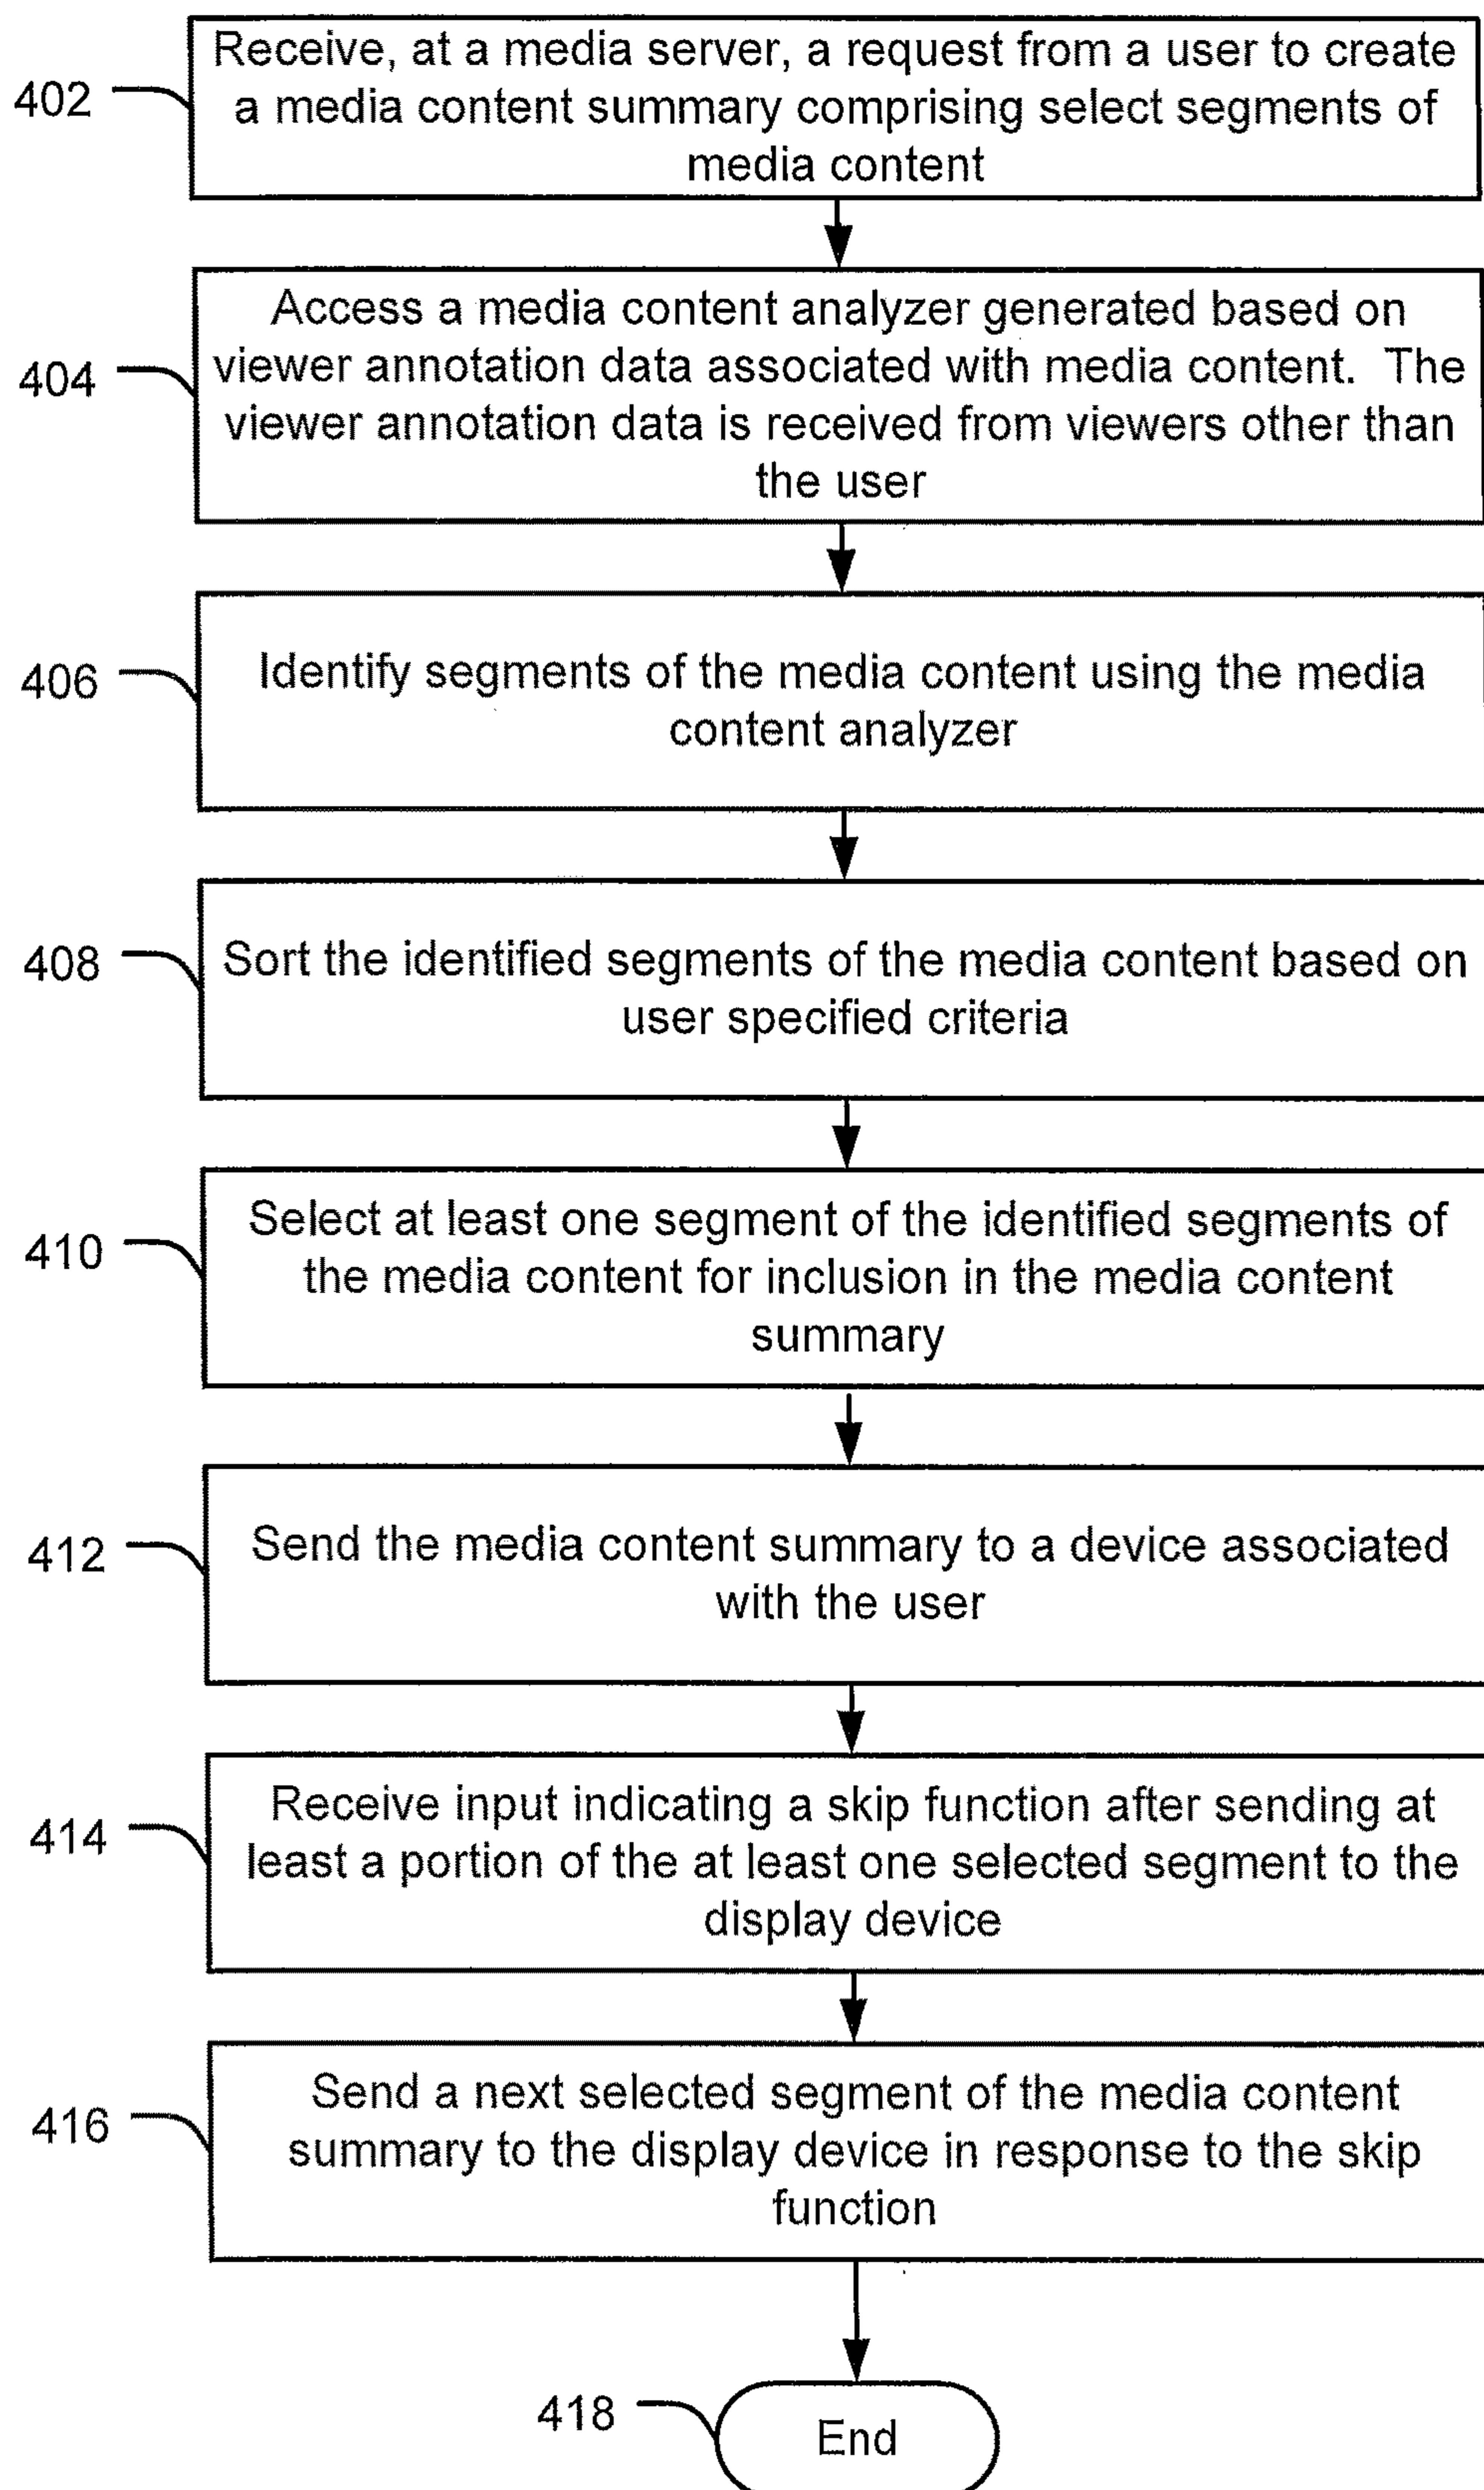 402
Receive, at a media server, a request from a user to create
a media content summary comprising select segments of
media content
404
Access a media content analyzer generated based on
viewer annotation data associated with media content. The
viewer annotation data is received from viewers other than
the user
406
Identify segments of the media content using the media
content analyzer
408
Sort the identified segments of the media content based on
user specified criteria
410
Select at least one segment of the identified segments of
the media content for inclusion in the media content
summary
412
Send the media content summary to a device associated
with the user
414
Receive input indicating a skip function after sending at
least a portion of the at least one selected segment to the
display device
416
Send a next selected segment of the media content
summary to the display device in response to the skip
function
418
End